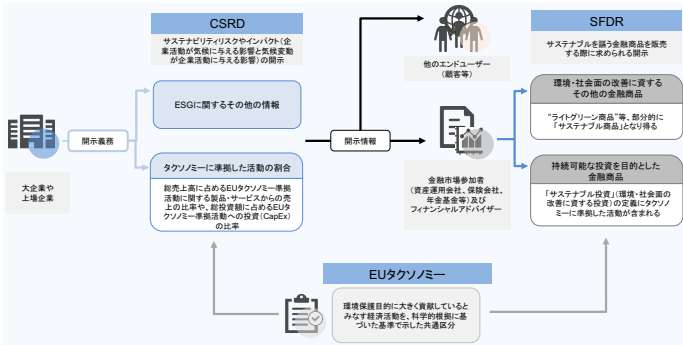 CSRD
サステナビリティリスクやインパクト(企
業活動が気候に与える影響と気候変動
が企業活動に与える影響)の開示
ESGに関するその他の情報
開示義務
大企業や
上場企業
タクソノミーに準拠した活動の割合
総売上高に占めるEUタクソノミー準拠
活動に関する製品・サービスからの売
上の比率や、総投資額に占めるEUタ
クソノミー準拠活動への投資(CapEx)
の比率
開示情報
他のエンドユーザー
(顧客等)
金融市場参加者
(資産運用会社、保険会社、
年金基金等)及び
フィナンシャルアドバイザー
SFDR
サステナブルを謳う金融商品を販売
する際に求められる開示
環境・社会面の改善に資する
その他の金融商品
“ライトグリーン商品”等、部分的に
「サステナブル商品」となり得る
持続可能な投資を目的とした
金融商品
「サステナブル投資」(環境・社会面の
改善に資する投資)の定義にタクソノ
ミーに準拠した活動が含まれる
EUタクソノミー
環境保護目的に大きく貢献していると
みなす経済活動を、科学的根拠に基
づいた基準で示した共通区分